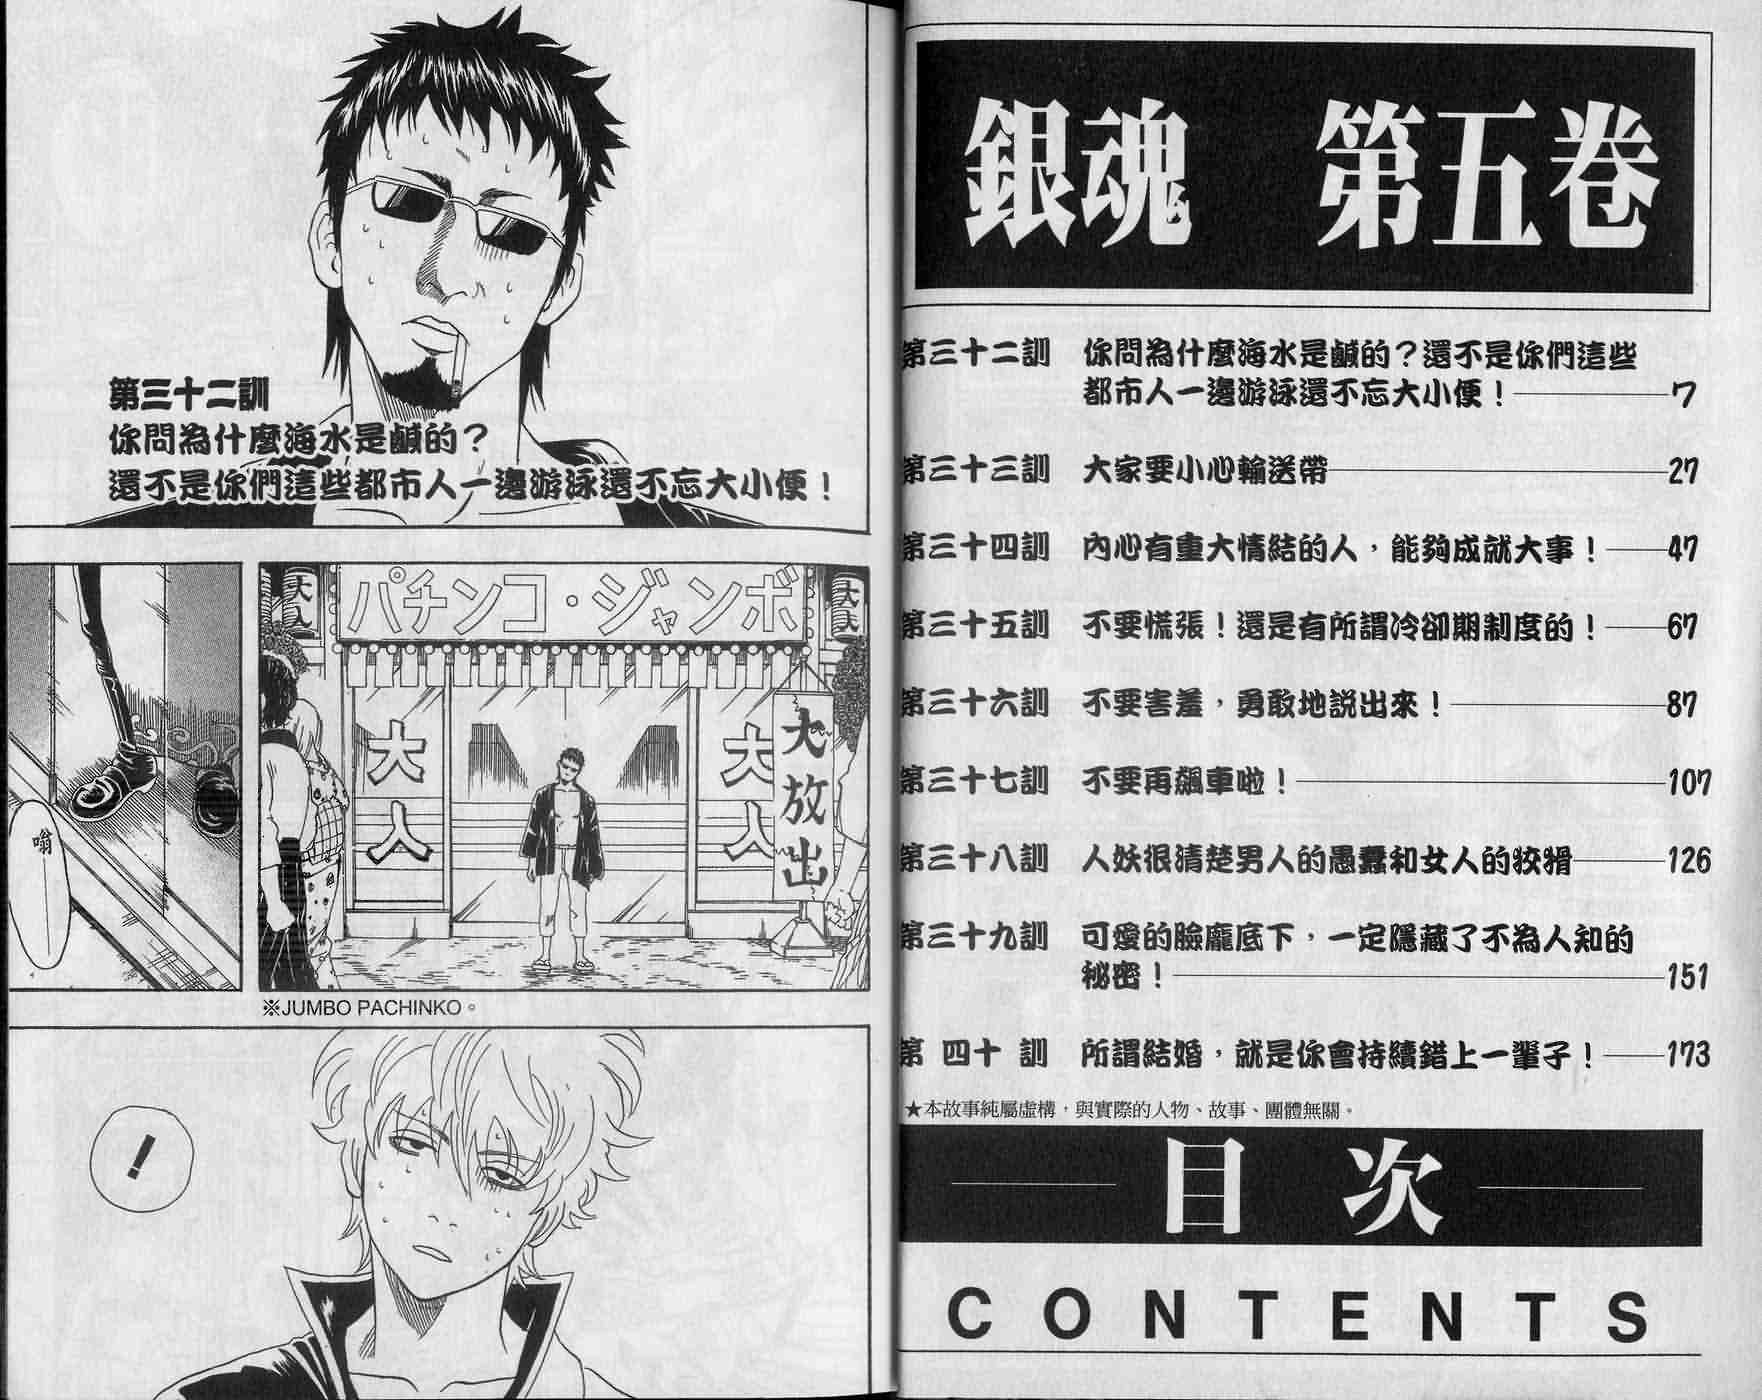 銀魂　第五卷
第三十二訓　你問為什麼海水是鹹的？還不是你們這些
都市人一邊游泳還不忘大小便！——7
第三十三訓　大家要小心輸送帶——27
第三十四訓　內心有重大情結的人，能夠成就大事！——47
第三十五訓　不要慌張！還是有所謂冷卻期制度的！——67
第三十六訓　不要害羞，勇敢地説出來！——87
第三十七訓　不要再飆車啦！——107
第三十八訓　人妖很清楚男人的愚蠢和女人的狡猾——126
第三十九訓　可愛的臉龐底下，一定隱藏了不為人知的
秘密！——151
第 四十 訓　所謂結婚，就是你會持續錯上一輩子！——173
★本故事純屬虛構，與實際的人物、故事、團體無關。
目　次
CONTENTS
第三十二訓
你問為什麼海水是鹹的？
還不是你們這些都市人一邊游泳還不忘大小便！
パチンコ・ジャンボ
大入
大入
大入
大入
大放出
※JUMBO PACHINKO。
嗡
！